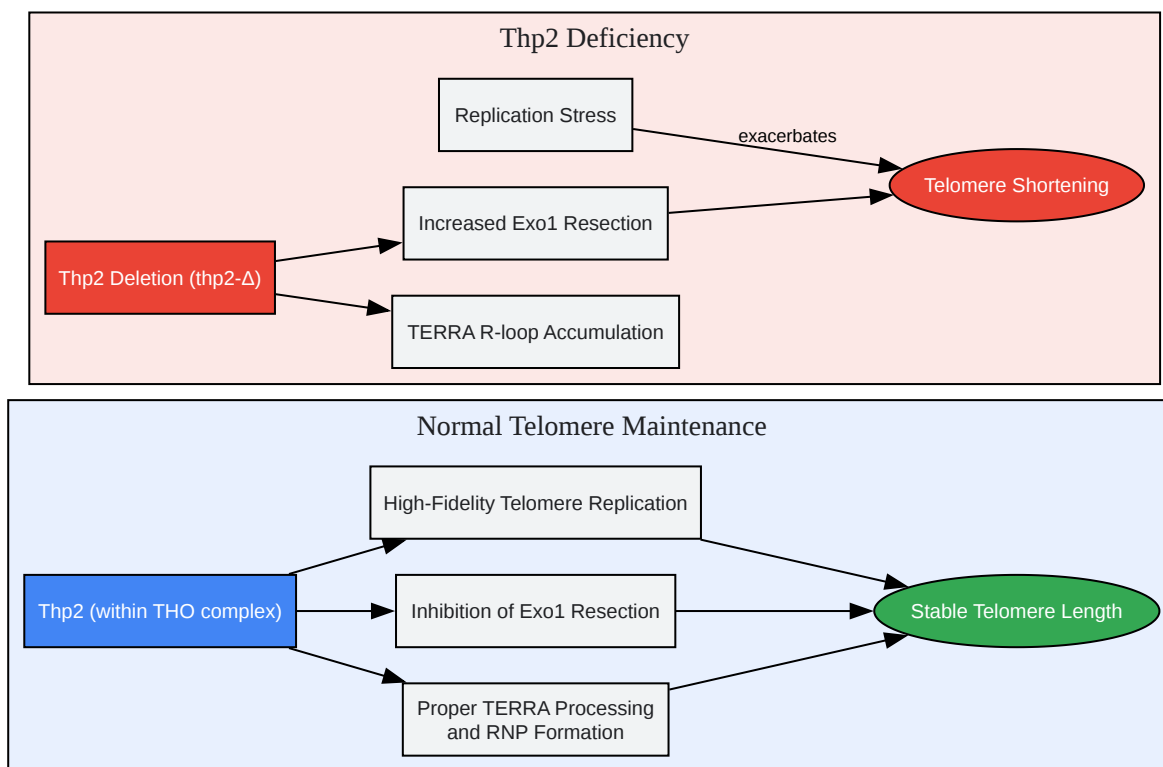 Thp2 Deficiency
Replication Stress
exacerbates
Telomere Shortening
Increased Exo1 Resection
Thp2 Deletion (thp2-Δ)
TERRA R-loop Accumulation
Normal Telomere Maintenance
High-Fidelity Telomere Replication
Thp2 (within THO complex)
Inhibition of Exo1 Resection
Stable Telomere Length
Proper TERRA Processing
and RNP Formation